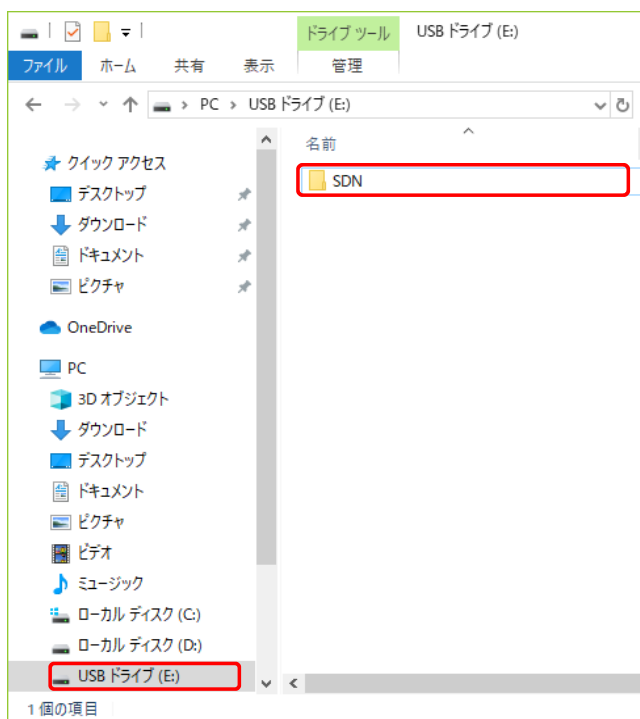 ドライブ ツール
USB ドライブ (E:)
ファイル
ホーム
共有
表示
管理
PC > USB ドライブ (E:)
名前
SDN
クイック アクセス
デスクトップ
ダウンロード
ドキュメント
ピクチャ
OneDrive
PC
3D オブジェクト
ダウンロード
デスクトップ
ドキュメント
ピクチャ
ビデオ
ミュージック
ローカル ディスク (C:)
ローカル ディスク (D:)
USB ドライブ (E:)
1 個の項目